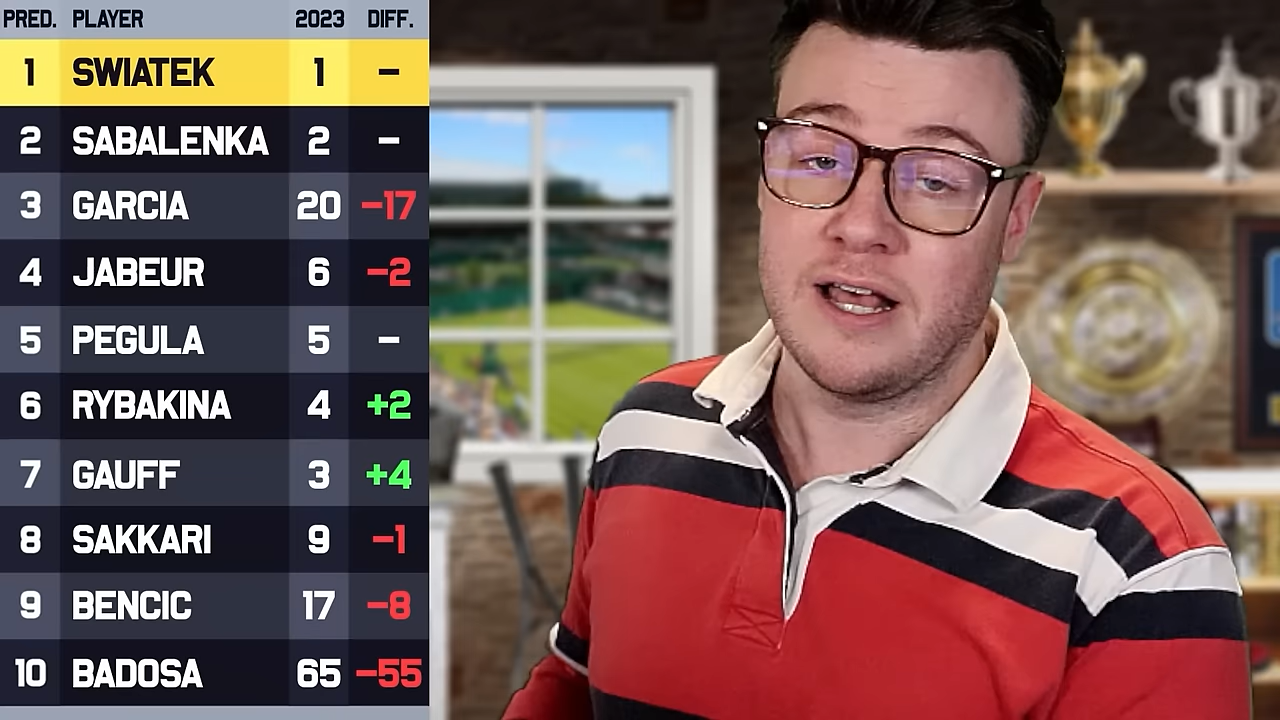 PRED. PLAYER 2023 DIFF.
1 SWIATEK 1 –
2 SABALENKA 2 –
3 GARCIA 20 –17
4 JABEUR 6 –2
5 PEGULA 5 –
6 RYBAKINA 4 +2
7 GAUFF 3 +4
8 SAKKARI 9 –1
9 BENCIC 17 –8
10 BADOSA 65 –55